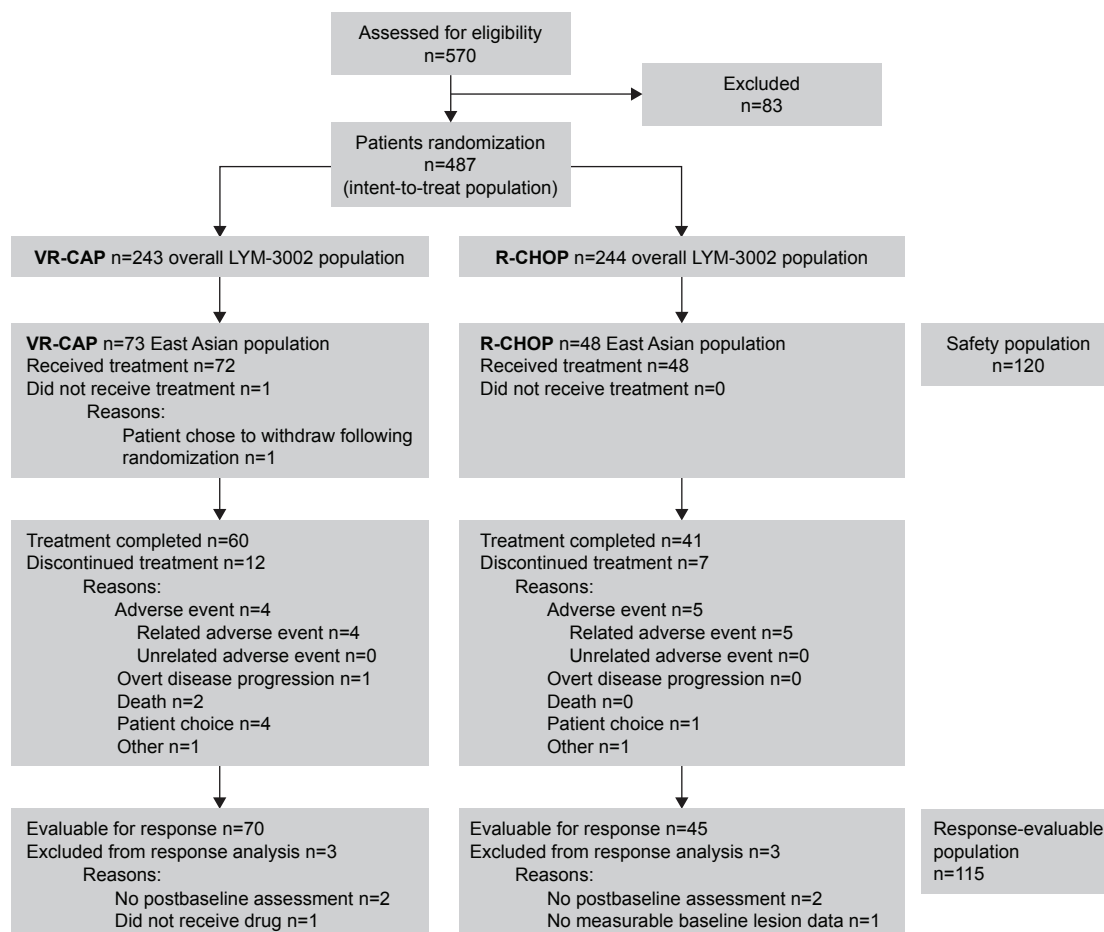 Assessed for eligibility
n=570
Excluded
n=83
Patients randomization
n=487
(intent-to-treat population)
VR-CAP n=243 overall LYM-3002 population
R-CHOP n=244 overall LYM-3002 population
VR-CAP n=73 East Asian population
Received treatment n=72
Did not receive treatment n=1
Reasons:
Patient chose to withdraw following
randomization n=1
R-CHOP n=48 East Asian population
Received treatment n=48
Did not receive treatment n=0
Safety population
n=120
Treatment completed n=60
Discontinued treatment n=12
Reasons:
Adverse event n=4
Related adverse event n=4
Unrelated adverse event n=0
Overt disease progression n=1
Death n=2
Patient choice n=4
Other n=1
Treatment completed n=41
Discontinued treatment n=7
Reasons:
Adverse event n=5
Related adverse event n=5
Unrelated adverse event n=0
Overt disease progression n=0
Death n=0
Patient choice n=1
Other n=1
Evaluable for response n=70
Excluded from response analysis n=3
Reasons:
No postbaseline assessment n=2
Did not receive drug n=1
Evaluable for response n=45
Excluded from response analysis n=3
Reasons:
No postbaseline assessment n=2
No measurable baseline lesion data n=1
Response-evaluable
population
n=115